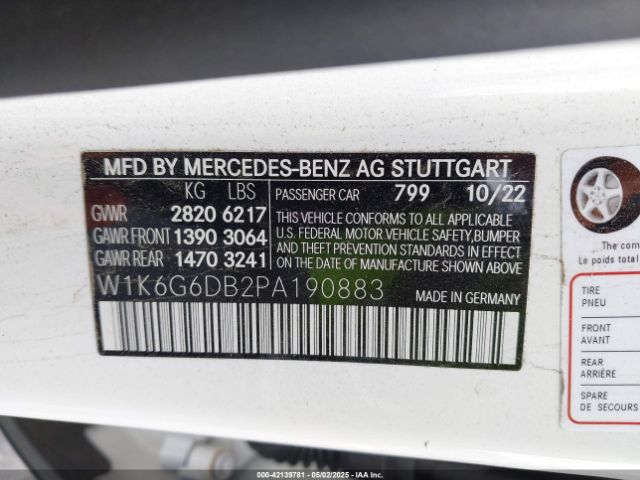 MFD BY MERCEDES-BENZ AG STUTTGART
KG LBS
GVWR 2820 6217
GAWR FRONT 1390 3064
GAWR REAR 1470 3241
PASSENGER CAR 799 10/22
THIS VEHICLE CONFORMS TO ALL APPLICABLE
U.S. FEDERAL MOTOR VEHICLE SAFETY,BUMPER
AND THEFT PREVENTION STANDARDS IN EFFECT
ON THE DATE OF MANUFACTURE SHOWN ABOVE.
W1K6G6DB2PA190883 MADE IN GERMANY
The com
Le poids total
TIRE
PNEU
FRONT
AVANT
REAR
ARRIÈRE
SPARE
DE SECOURS
000-42139781 - 05/02/2025 - IAABU